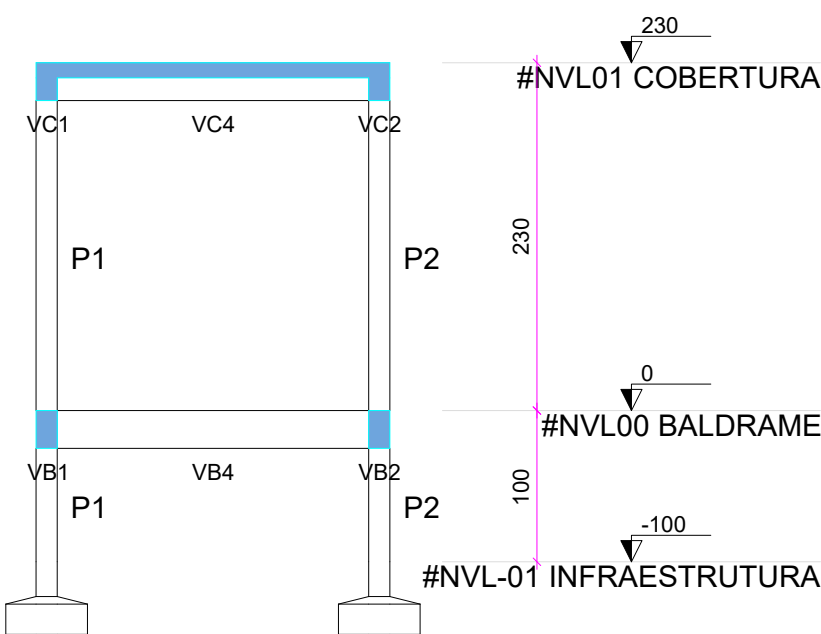 230
#NVL01 COBERTURA
VC1 VC4 VC2
P1 P2
230
0
#NVL00 BALDRAME
VB1 VB4 VB2
100
P1 P2
-100
#NVL-01 INFRAESTRUTURA